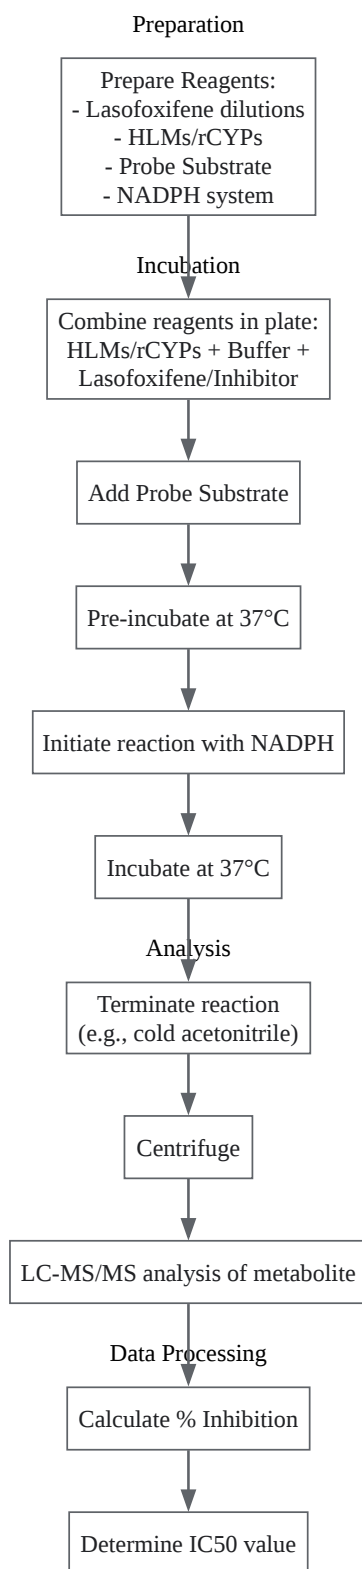 Preparation
Prepare Reagents:
- Lasofoxifene dilutions
- HLMs/rCYPs
- Probe Substrate
- NADPH system
Incubation
Combine reagents in plate:
HLMs/rCYPs + Buffer +
Lasofoxifene/Inhibitor
Add Probe Substrate
Pre-incubate at 37°C
Initiate reaction with NADPH
Incubate at 37°C
Analysis
Terminate reaction
(e.g., cold acetonitrile)
Centrifuge
LC-MS/MS analysis of metabolite
Data Processing
Calculate % Inhibition
Determine IC50 value